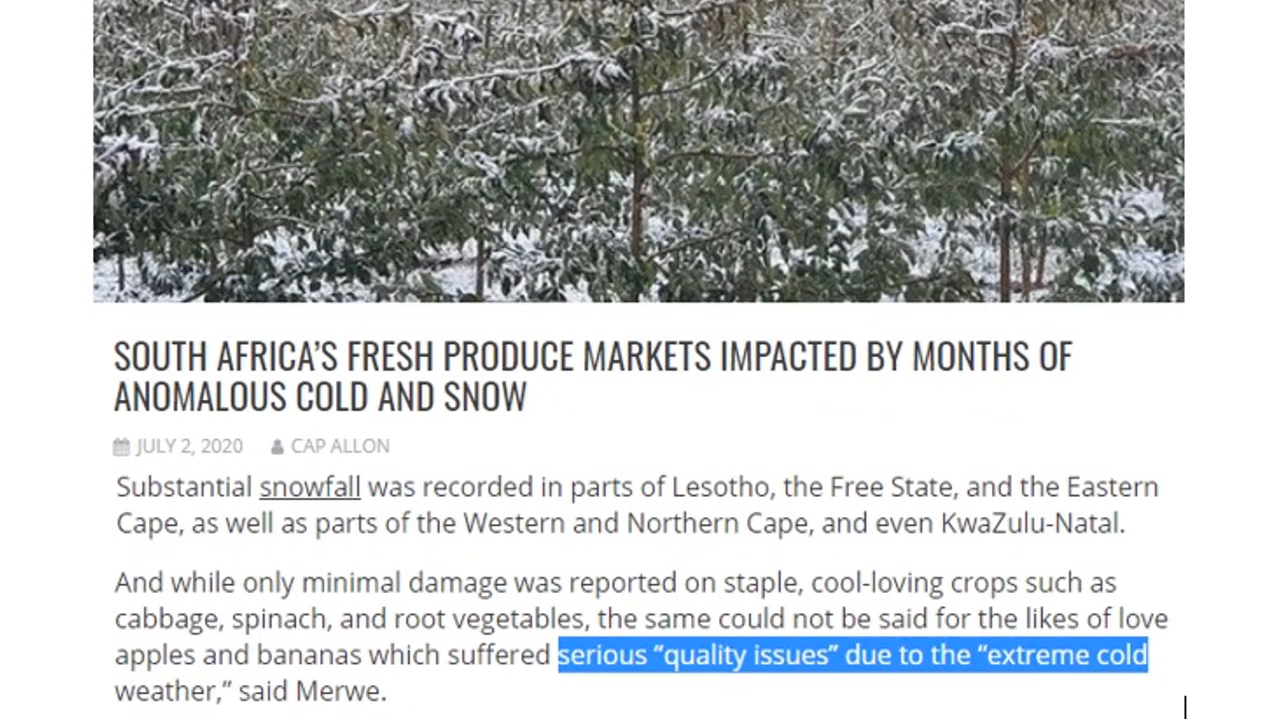 SOUTH AFRICA’S FRESH PRODUCE MARKETS IMPACTED BY MONTHS OF
ANOMALOUS COLD AND SNOW
JULY 2, 2020 CAP ALLON
Substantial snowfall was recorded in parts of Lesotho, the Free State, and the Eastern
Cape, as well as parts of the Western and Northern Cape, and even KwaZulu-Natal.
And while only minimal damage was reported on staple, cool-loving crops such as
cabbage, spinach, and root vegetables, the same could not be said for the likes of love
apples and bananas which suffered serious “quality issues” due to the “extreme cold
weather,” said Merwe.